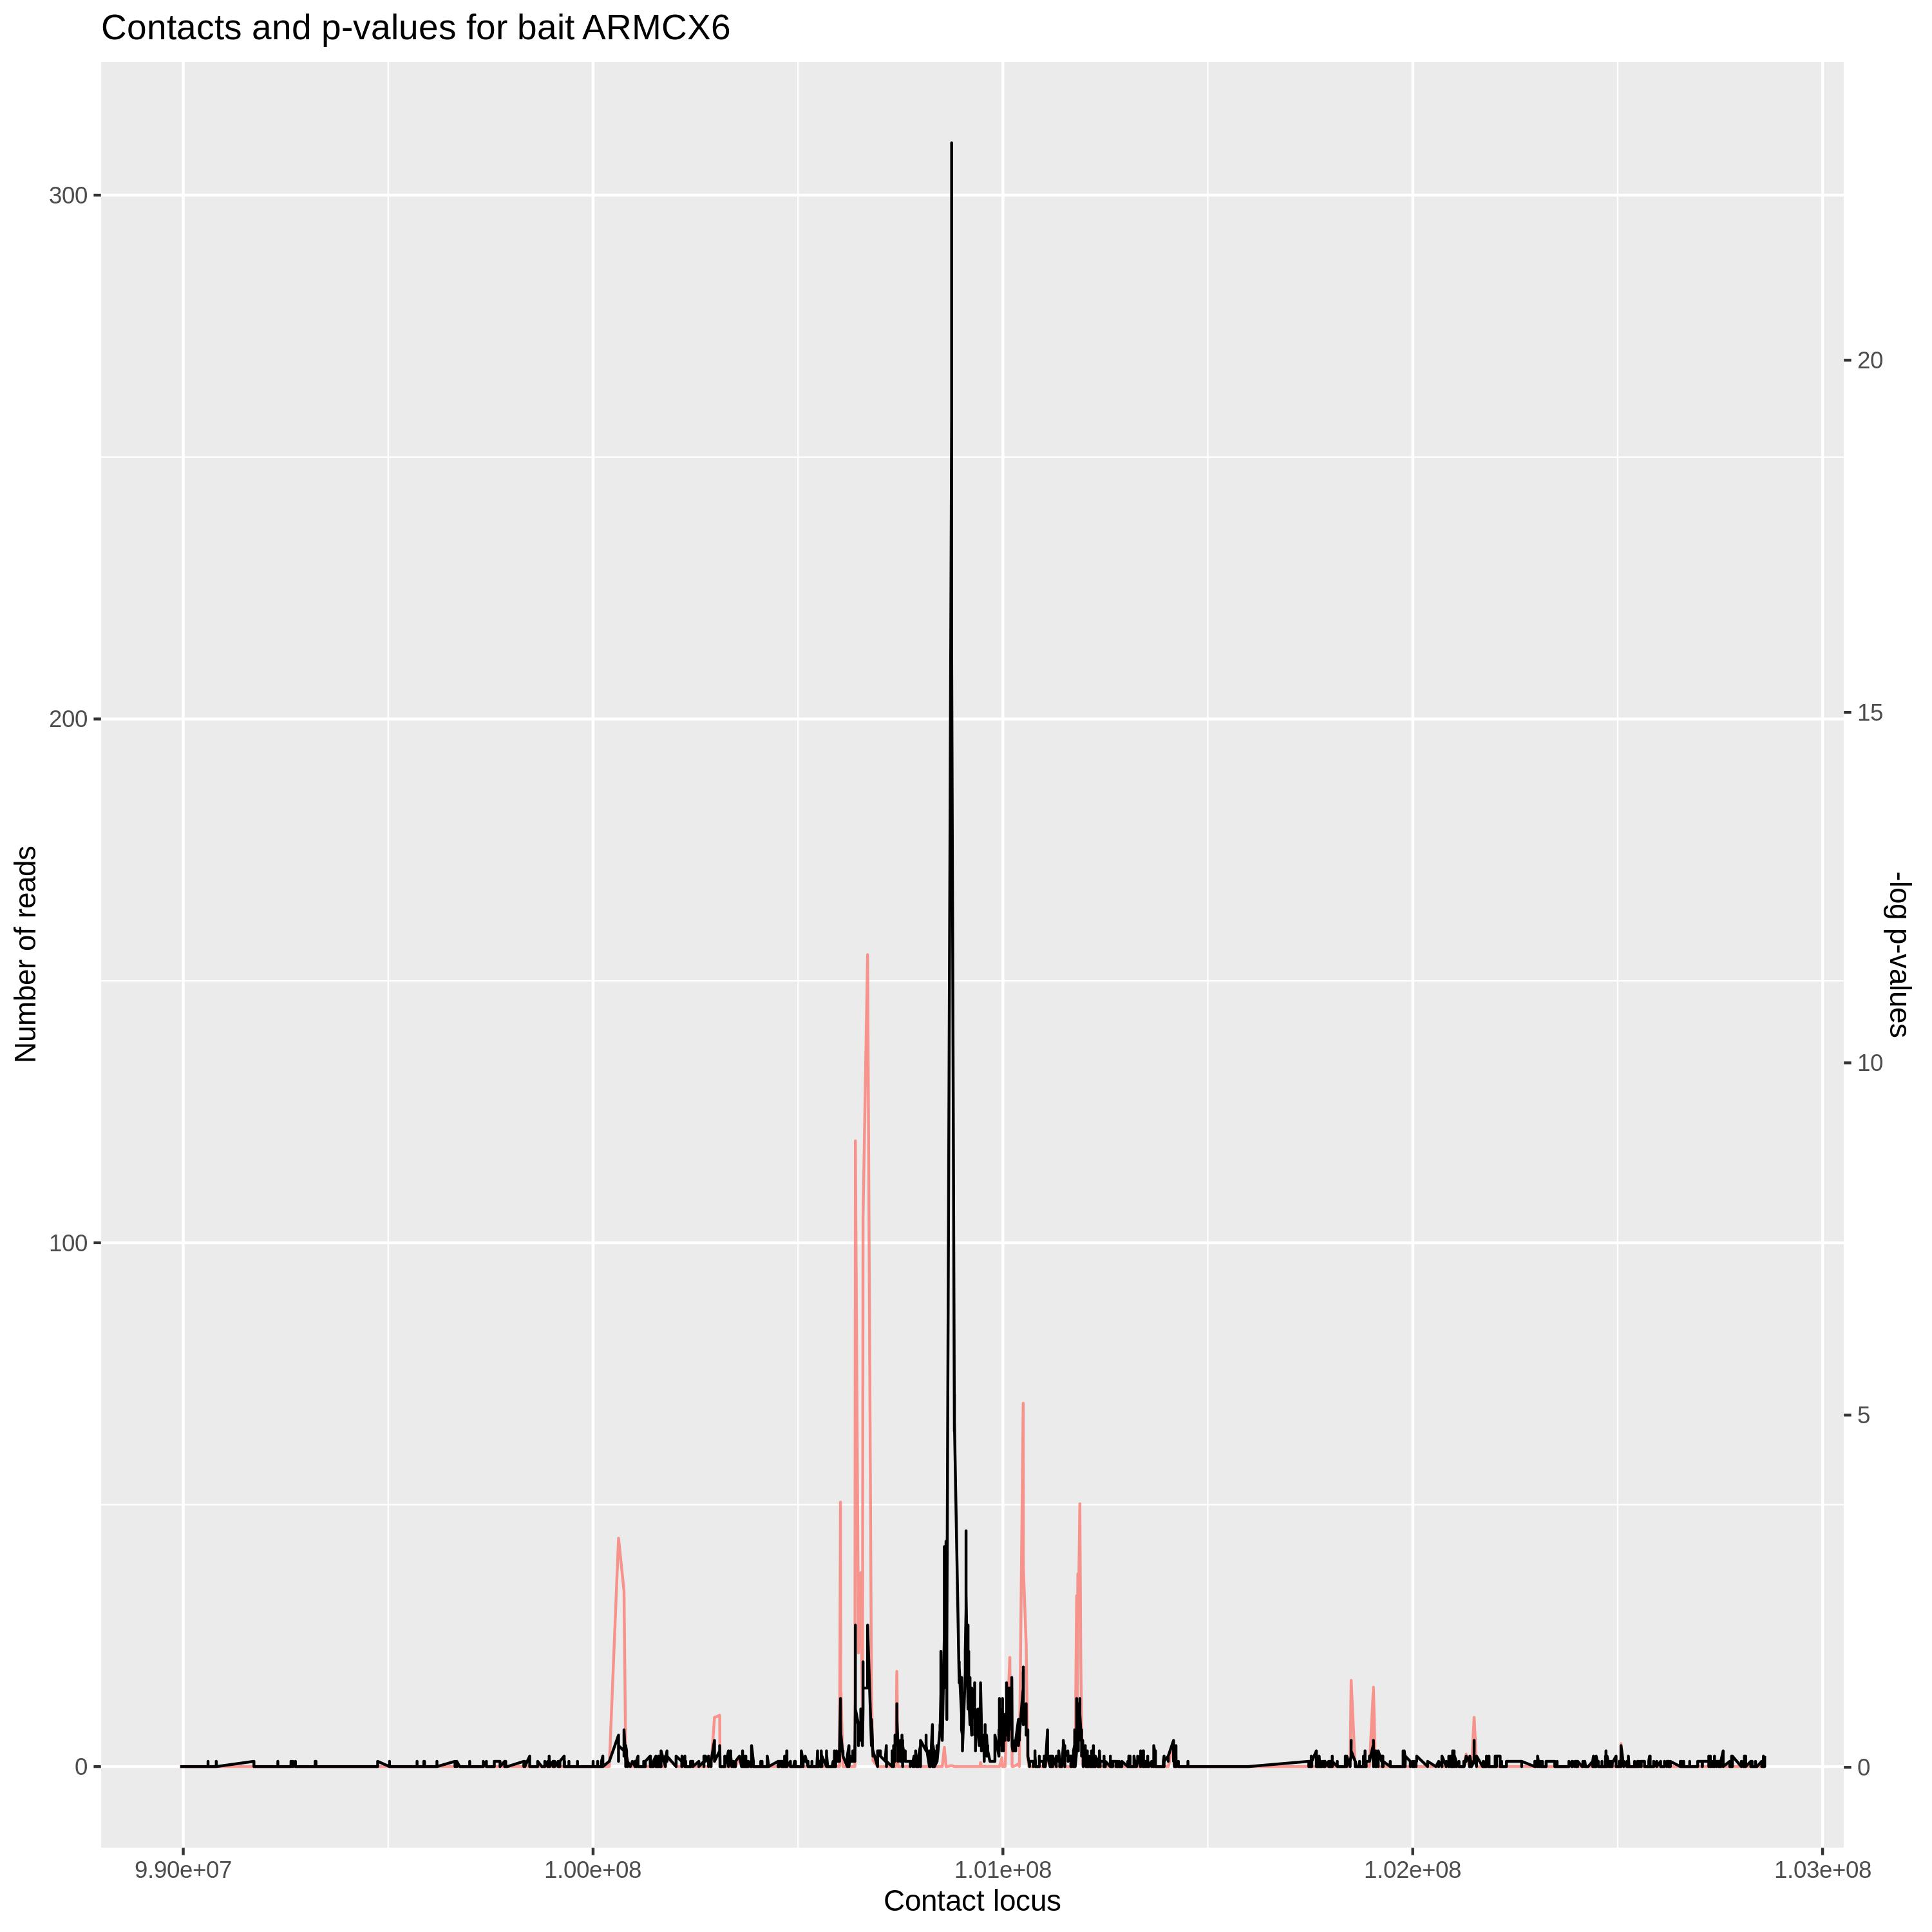 Contacts and p-values for bait ARMCX6
300
200
100
0
Number of reads
20
15
10
5
0
-log p-values
9.90e+07 1.00e+08 1.01e+08 1.02e+08 1.03e+08
Contact locus